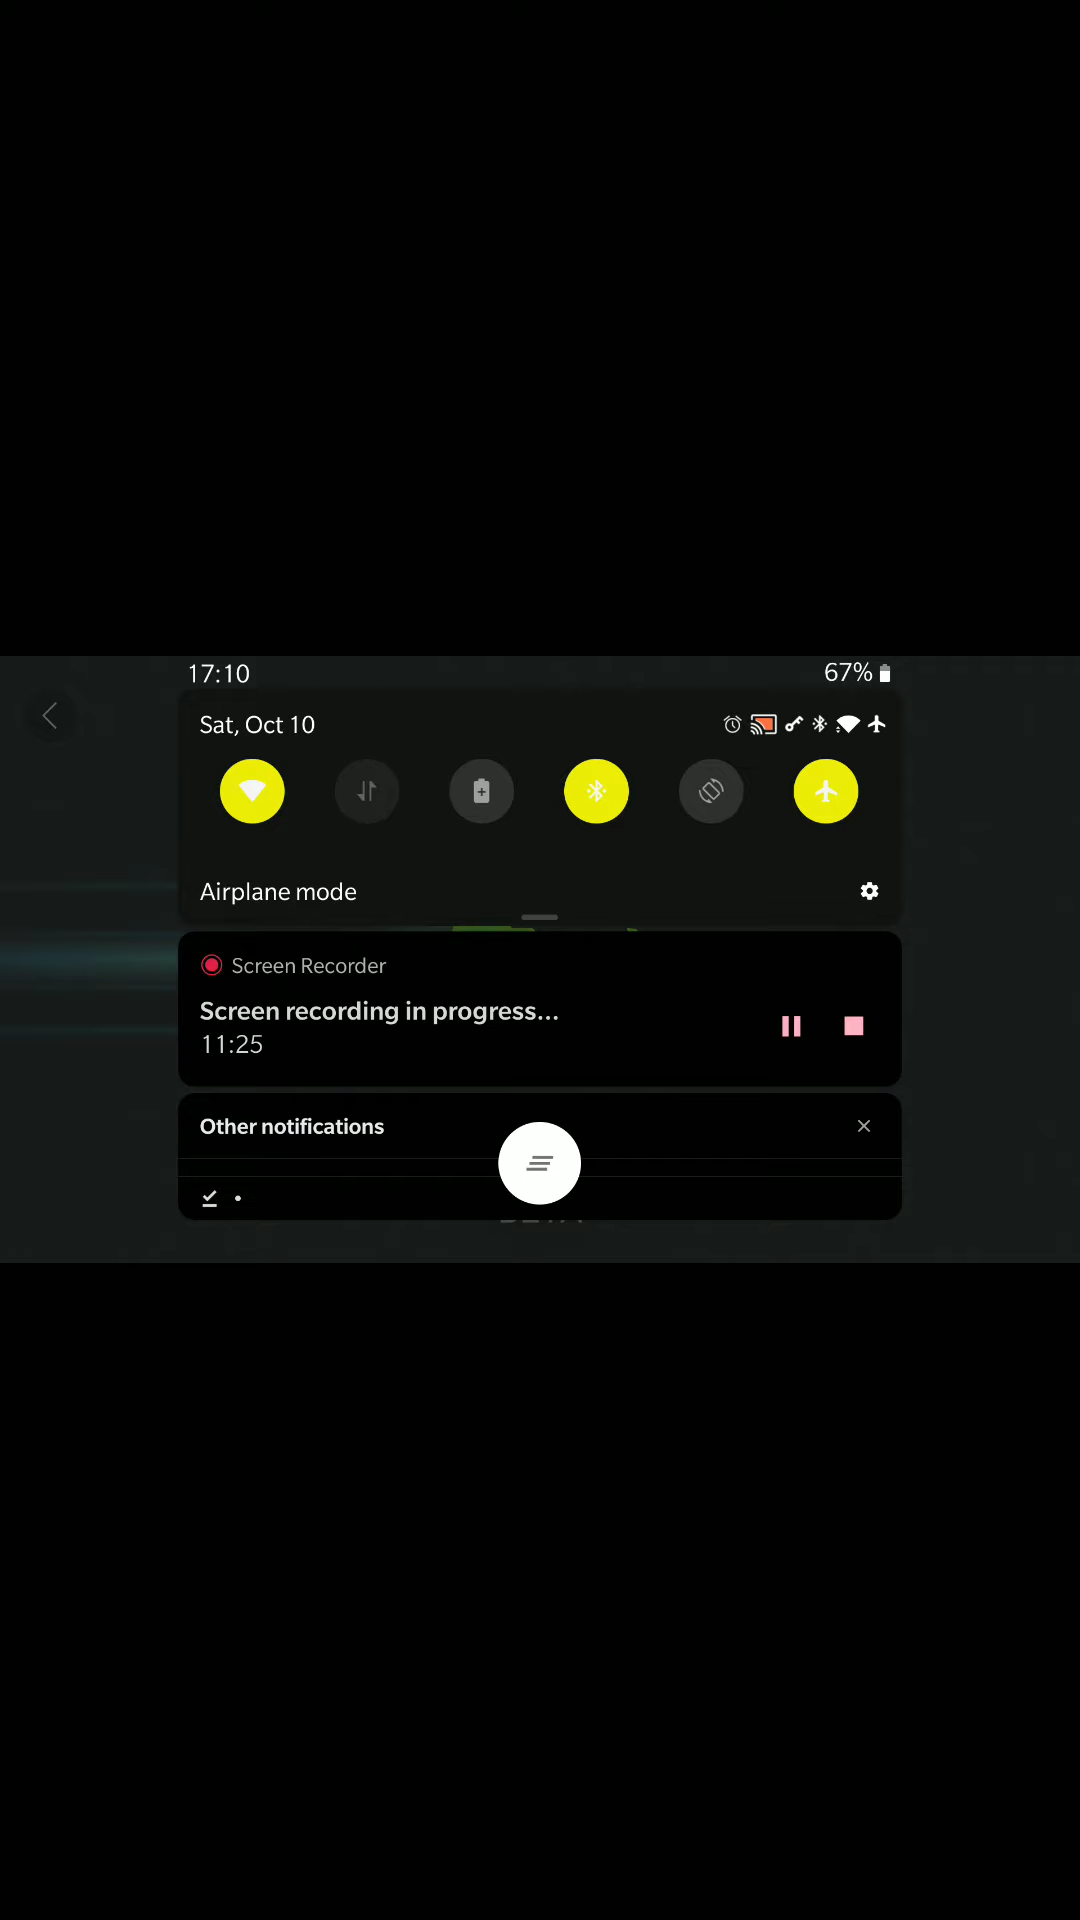 17:10
67%
Sat, Oct 10
Airplane mode
Screen Recorder
Screen recording in progress...
11:25
Other notifications